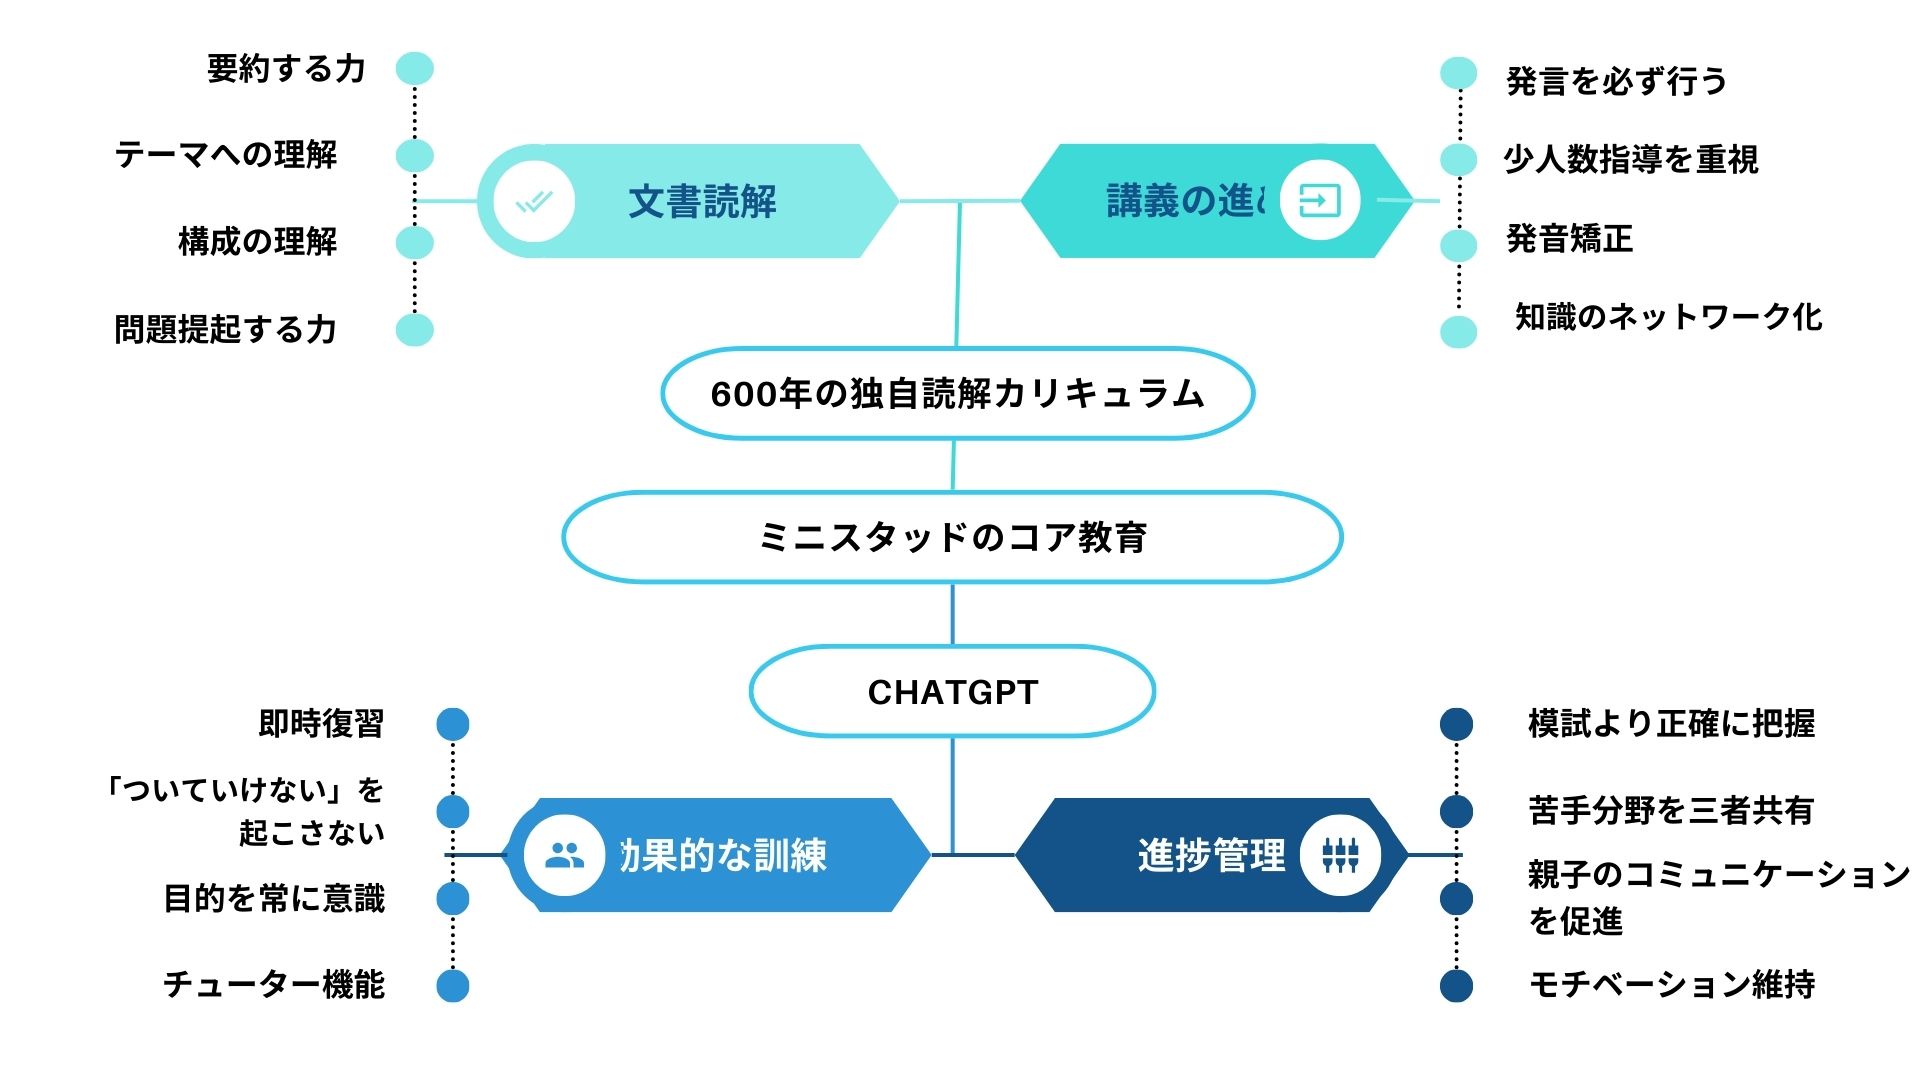 要約する力
テーマへの理解
構成の理解
問題提起する力
文書読解
講義の進
発言を必ず行う
少人数指導を重視
発音矯正
知識のネットワーク化
600年の独自読解カリキュラム
ミニスタッドのコア教育
CHATGPT
即時復習
「ついていけない」を
起こさない
目的を常に意識
チューター機能
効果的な訓練
進捗管理
模試より正確に把握
苦手分野を三者共有
親子のコミュニケーション
を促進
モチベーション維持